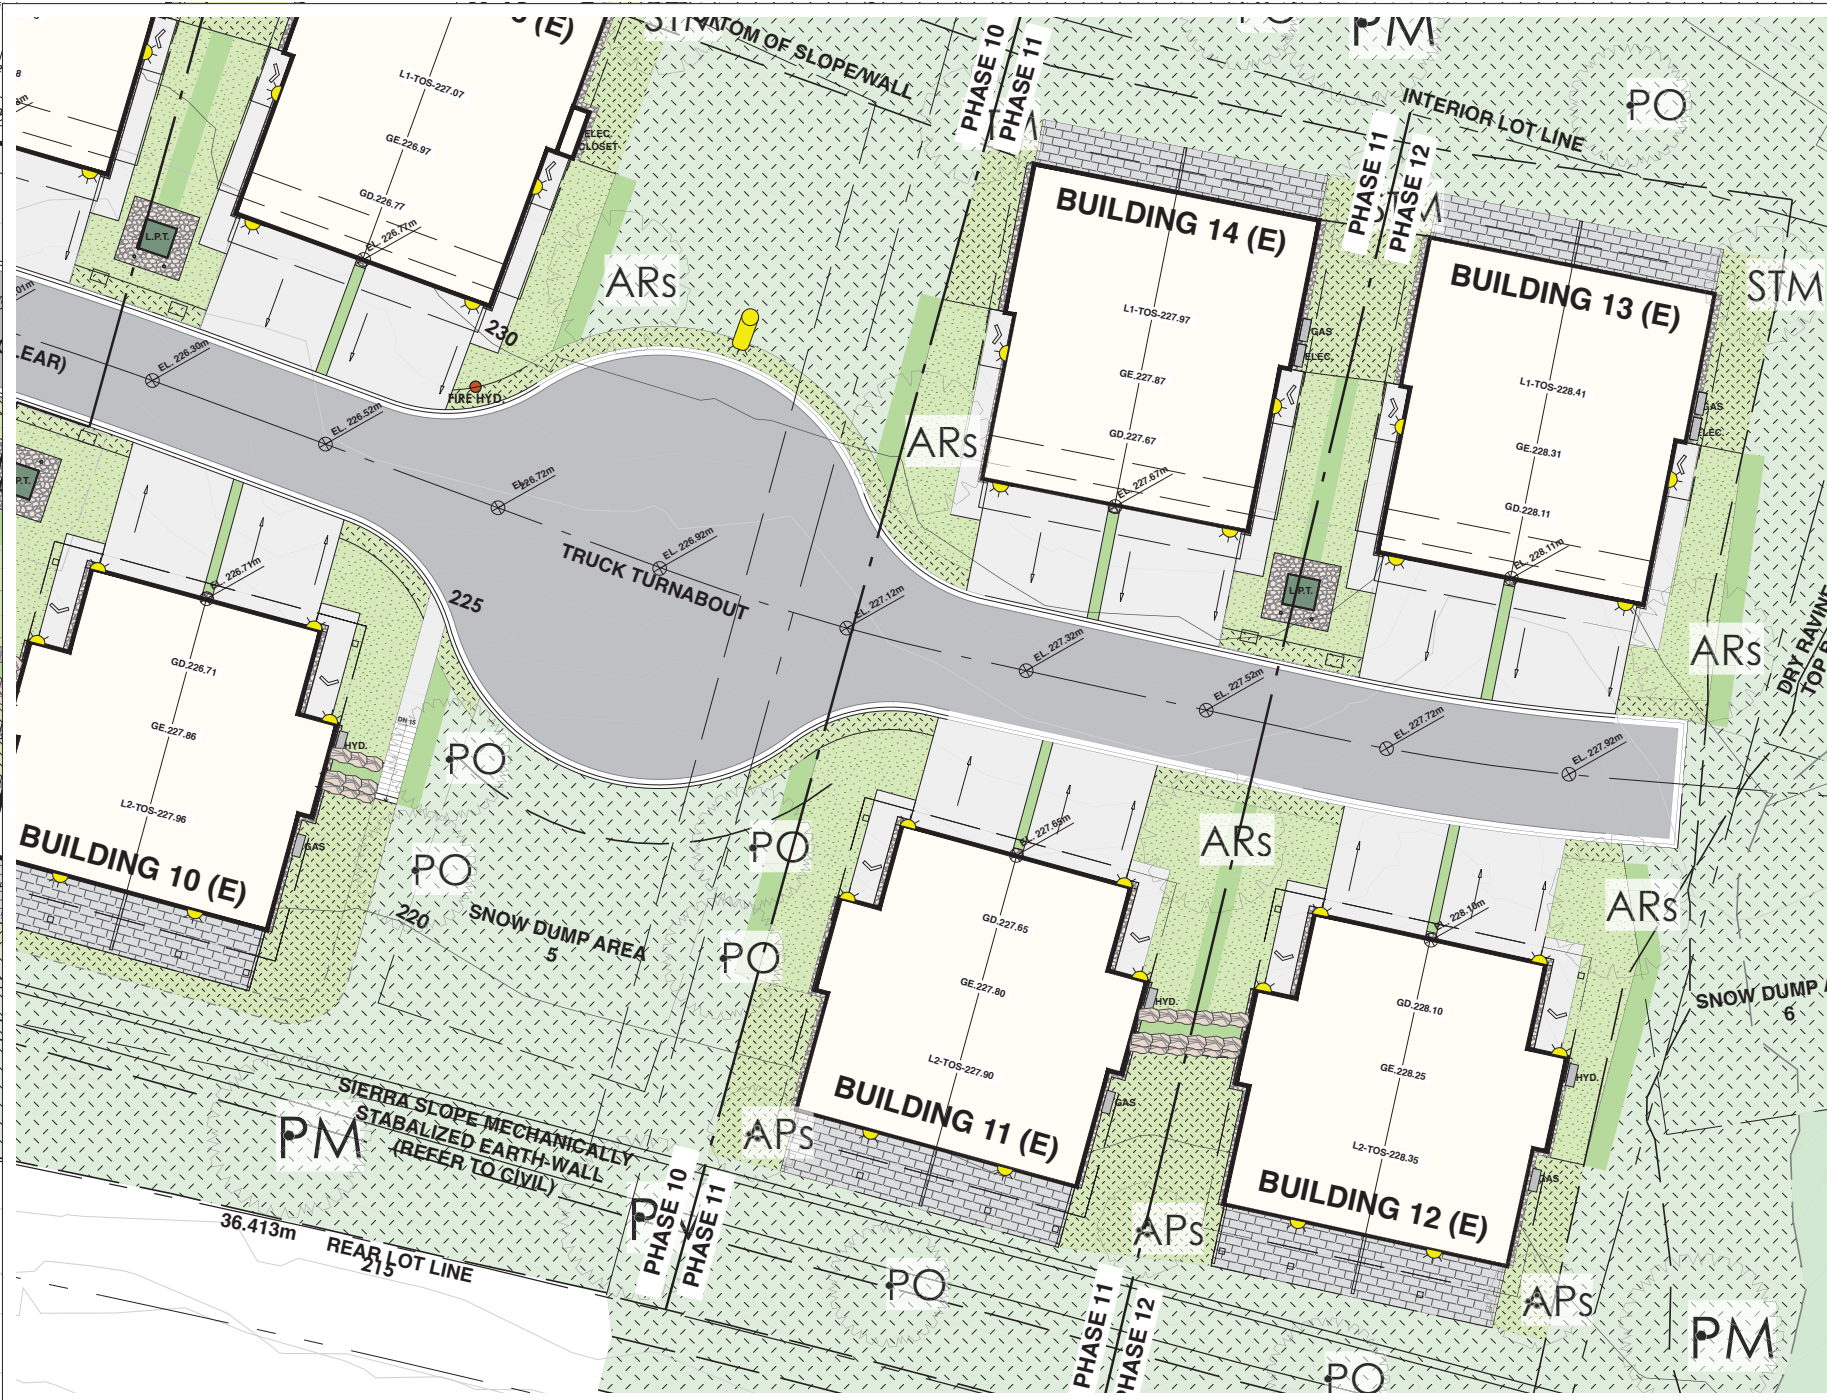 (E)
STM
TOM OF SLOPE/WALL
PHASE 10
PHASE 11
PM
INTERIOR LOT LINE
PO
L1-TOS-227.07
GE.226.97
GD.226.77
EL. 226.77m
ELEC
CLOSET
L.P.T.
ARs
230
FIRE HYD.
BUILDING 14 (E)
L1-TOS-227.97
GE.227.87
GD.227.67
EL. 227.67m
GAS
ELEC.
PHASE 11
PHASE 12
STM
BUILDING 13 (E)
L1-TOS-228.41
GE.228.31
GD.228.11
EL. 228.11m
GAS
ELEC.
STM
ARs
L.P.T.
ARs
DRY RAVINE
LEAR)
EL. 226.30m
EL. 226.52m
EL. 226.72m
EL. 226.92m
EL. 227.12m
EL. 227.32m
EL. 227.52m
EL. 227.72m
EL. 227.92m
TRUCK TURNABOUT
P.T.
225
EL. 226.71m
GD.226.71
GE.227.86
L2-TOS-227.96
BUILDING 10 (E)
HYD.
GAS
DN 15
PO
PO
220
SNOW DUMP AREA
5
PO
PO
EL. 227.65m
GD.227.65
GE.227.80
L2-TOS-227.90
BUILDING 11 (E)
HYD.
GAS
ARs
228.10m
GD.228.10
GE.228.25
L2-TOS-228.35
BUILDING 12 (E)
HYD.
GAS
ARs
SNOW DUMP A
6
SIERRA SLOPE MECHANICALLY
STABALIZED EARTH-WALL
(REFER TO CIVIL)
PM
APs
PHASE 10
PHASE 11
36.413m
REAR LOT LINE
215
PO
APs
PHASE 11
PHASE 12
APs
PM
PO